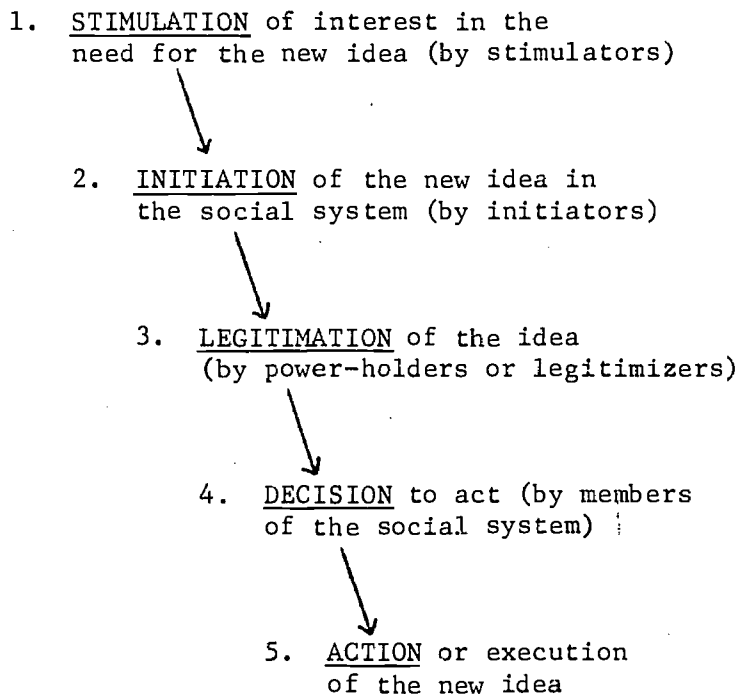 1. STIMULATION of interest in the
need for the new idea (by stimulators)
2. INITIATION of the new idea in
the social system (by initiators)
3. LEGITIMATION of the idea
(by power-holders or legitimizers)
4. DECISION to act (by members
of the social system)
5. ACTION or execution
of the new idea